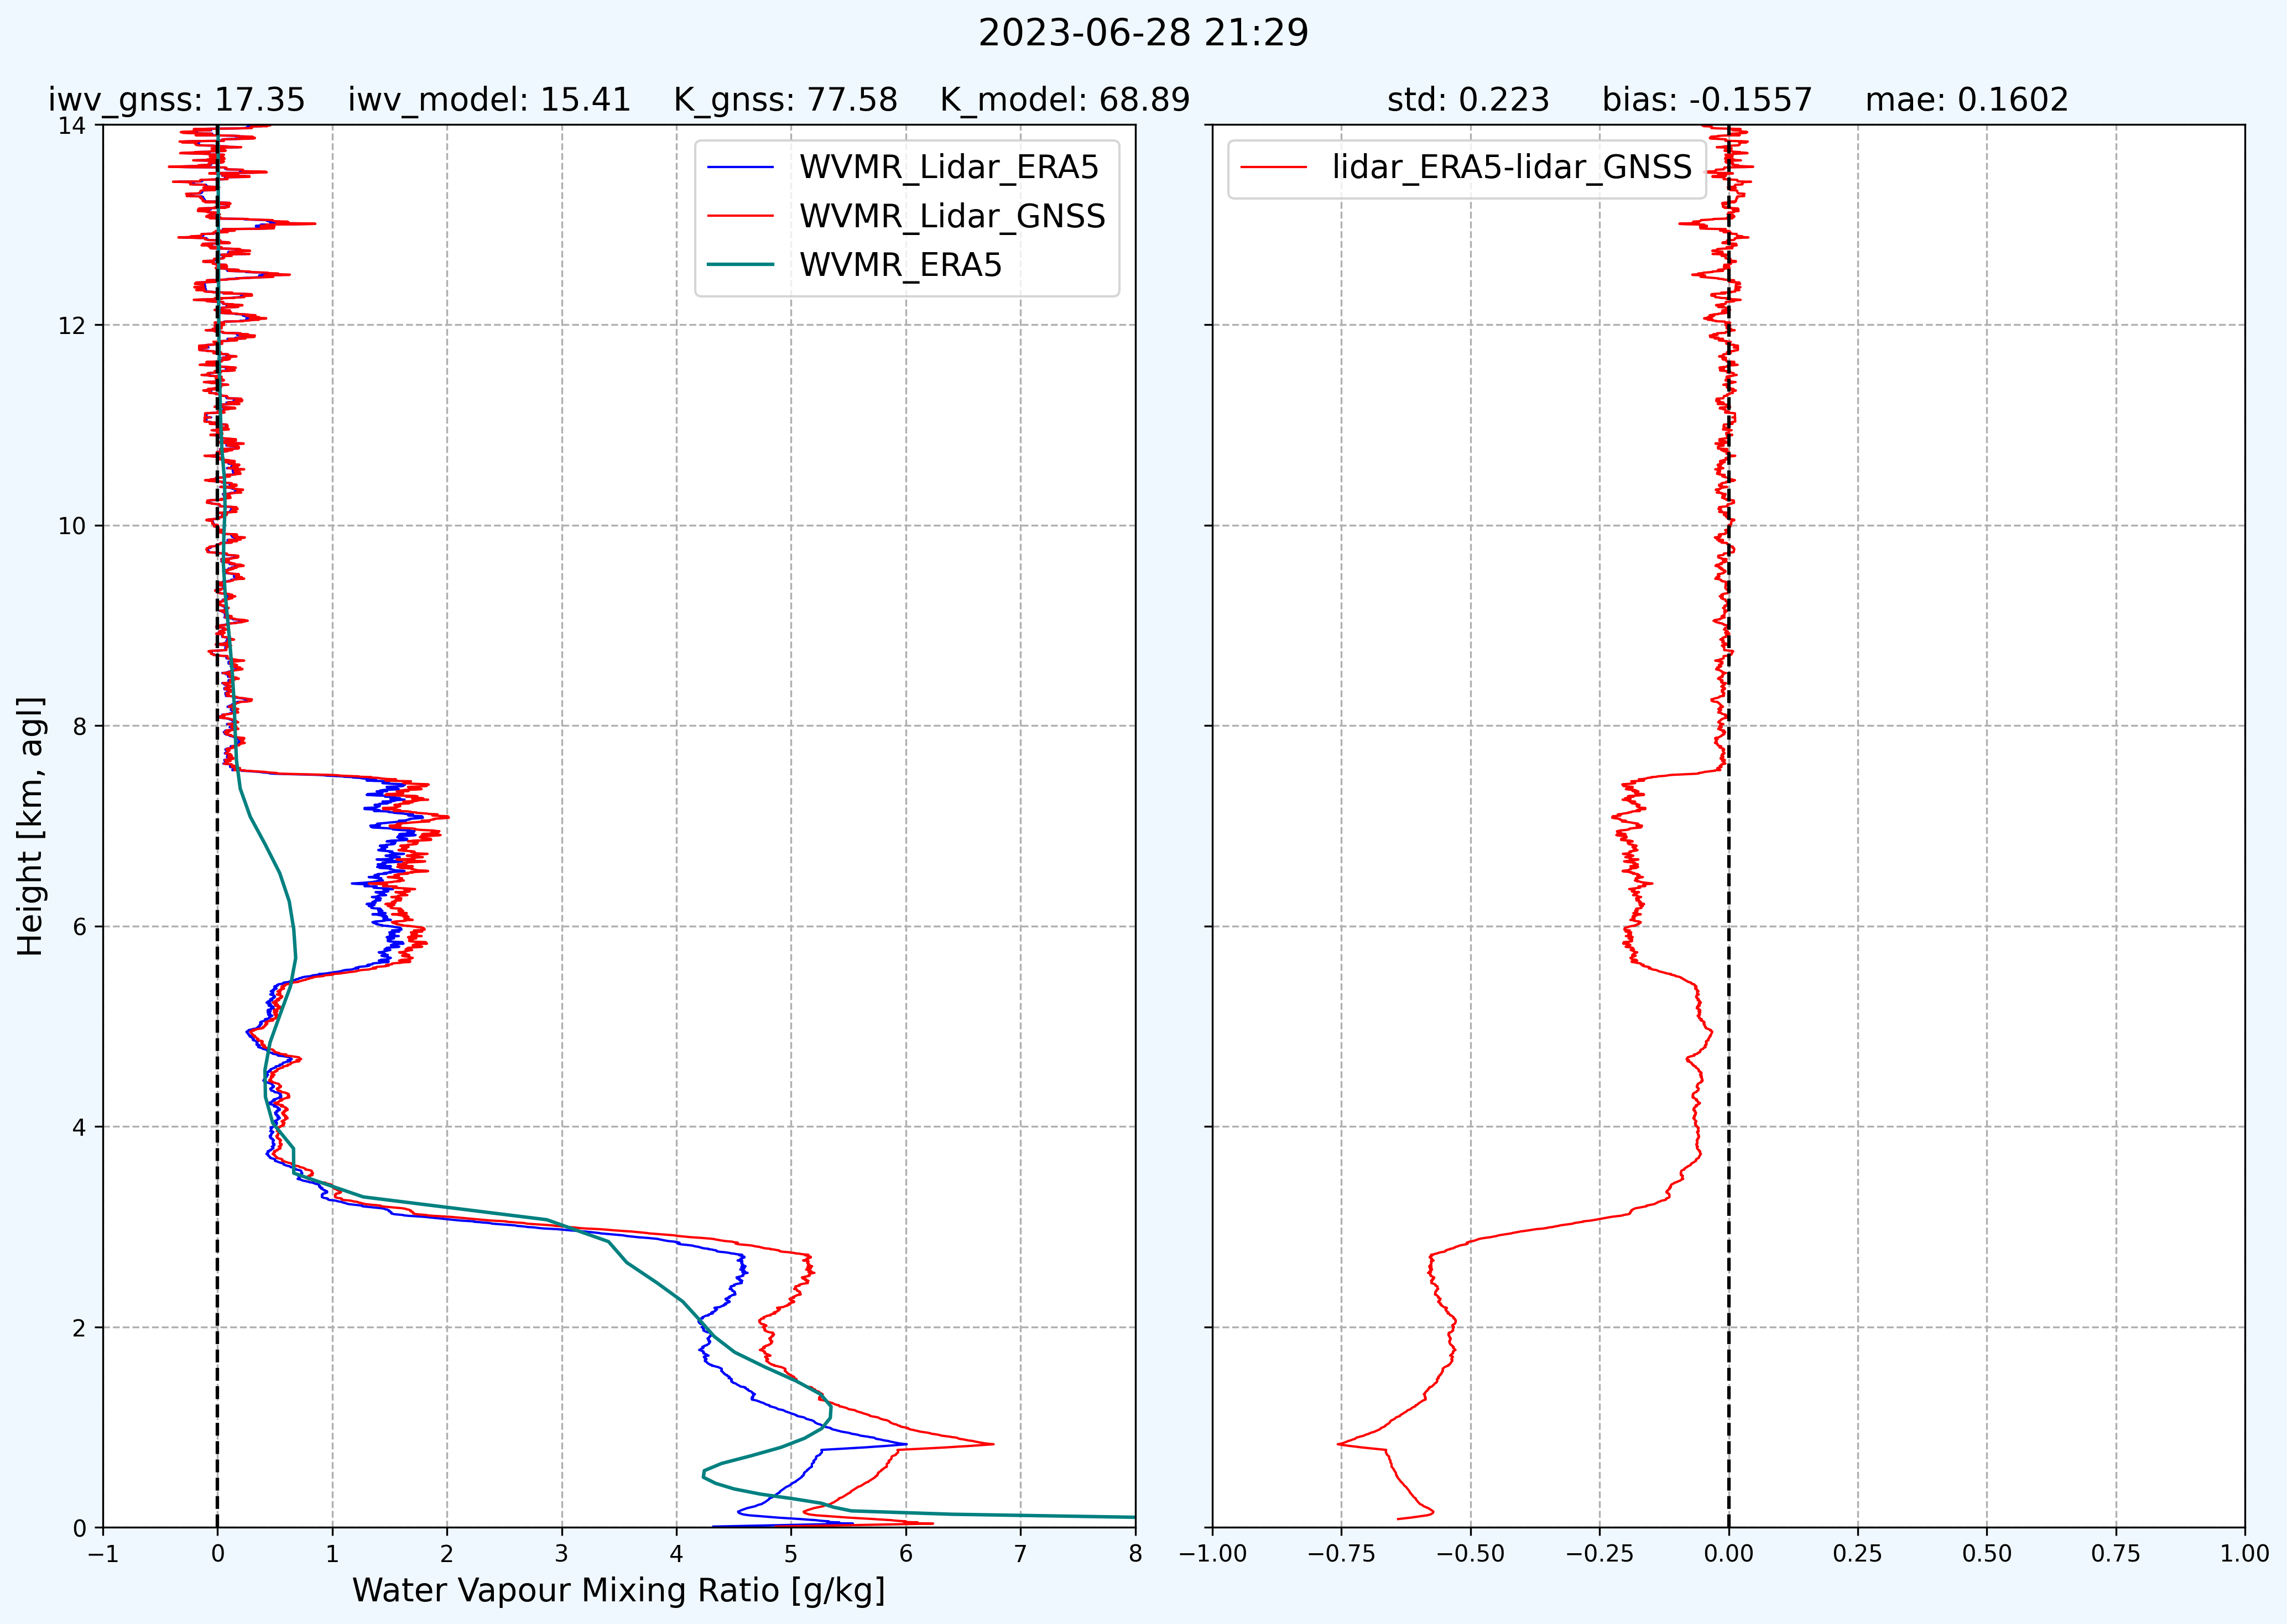 2023-06-28 21:29
iwv_gnss: 17.35 iwv_model: 15.41 K_gnss: 77.58 K_model: 68.89
std: 0.223 bias: -0.1557 mae: 0.1602
WVMR_Lidar_ERA5
WVMR_Lidar_GNSS
WVMR_ERA5
lidar_ERA5-lidar_GNSS
Height [km, agl]
14
12
10
8
6
4
2
0
−1 0 1 2 3 4 5 6 7 8
Water Vapour Mixing Ratio [g/kg]
−1.00 −0.75 −0.50 −0.25 0.00 0.25 0.50 0.75 1.00